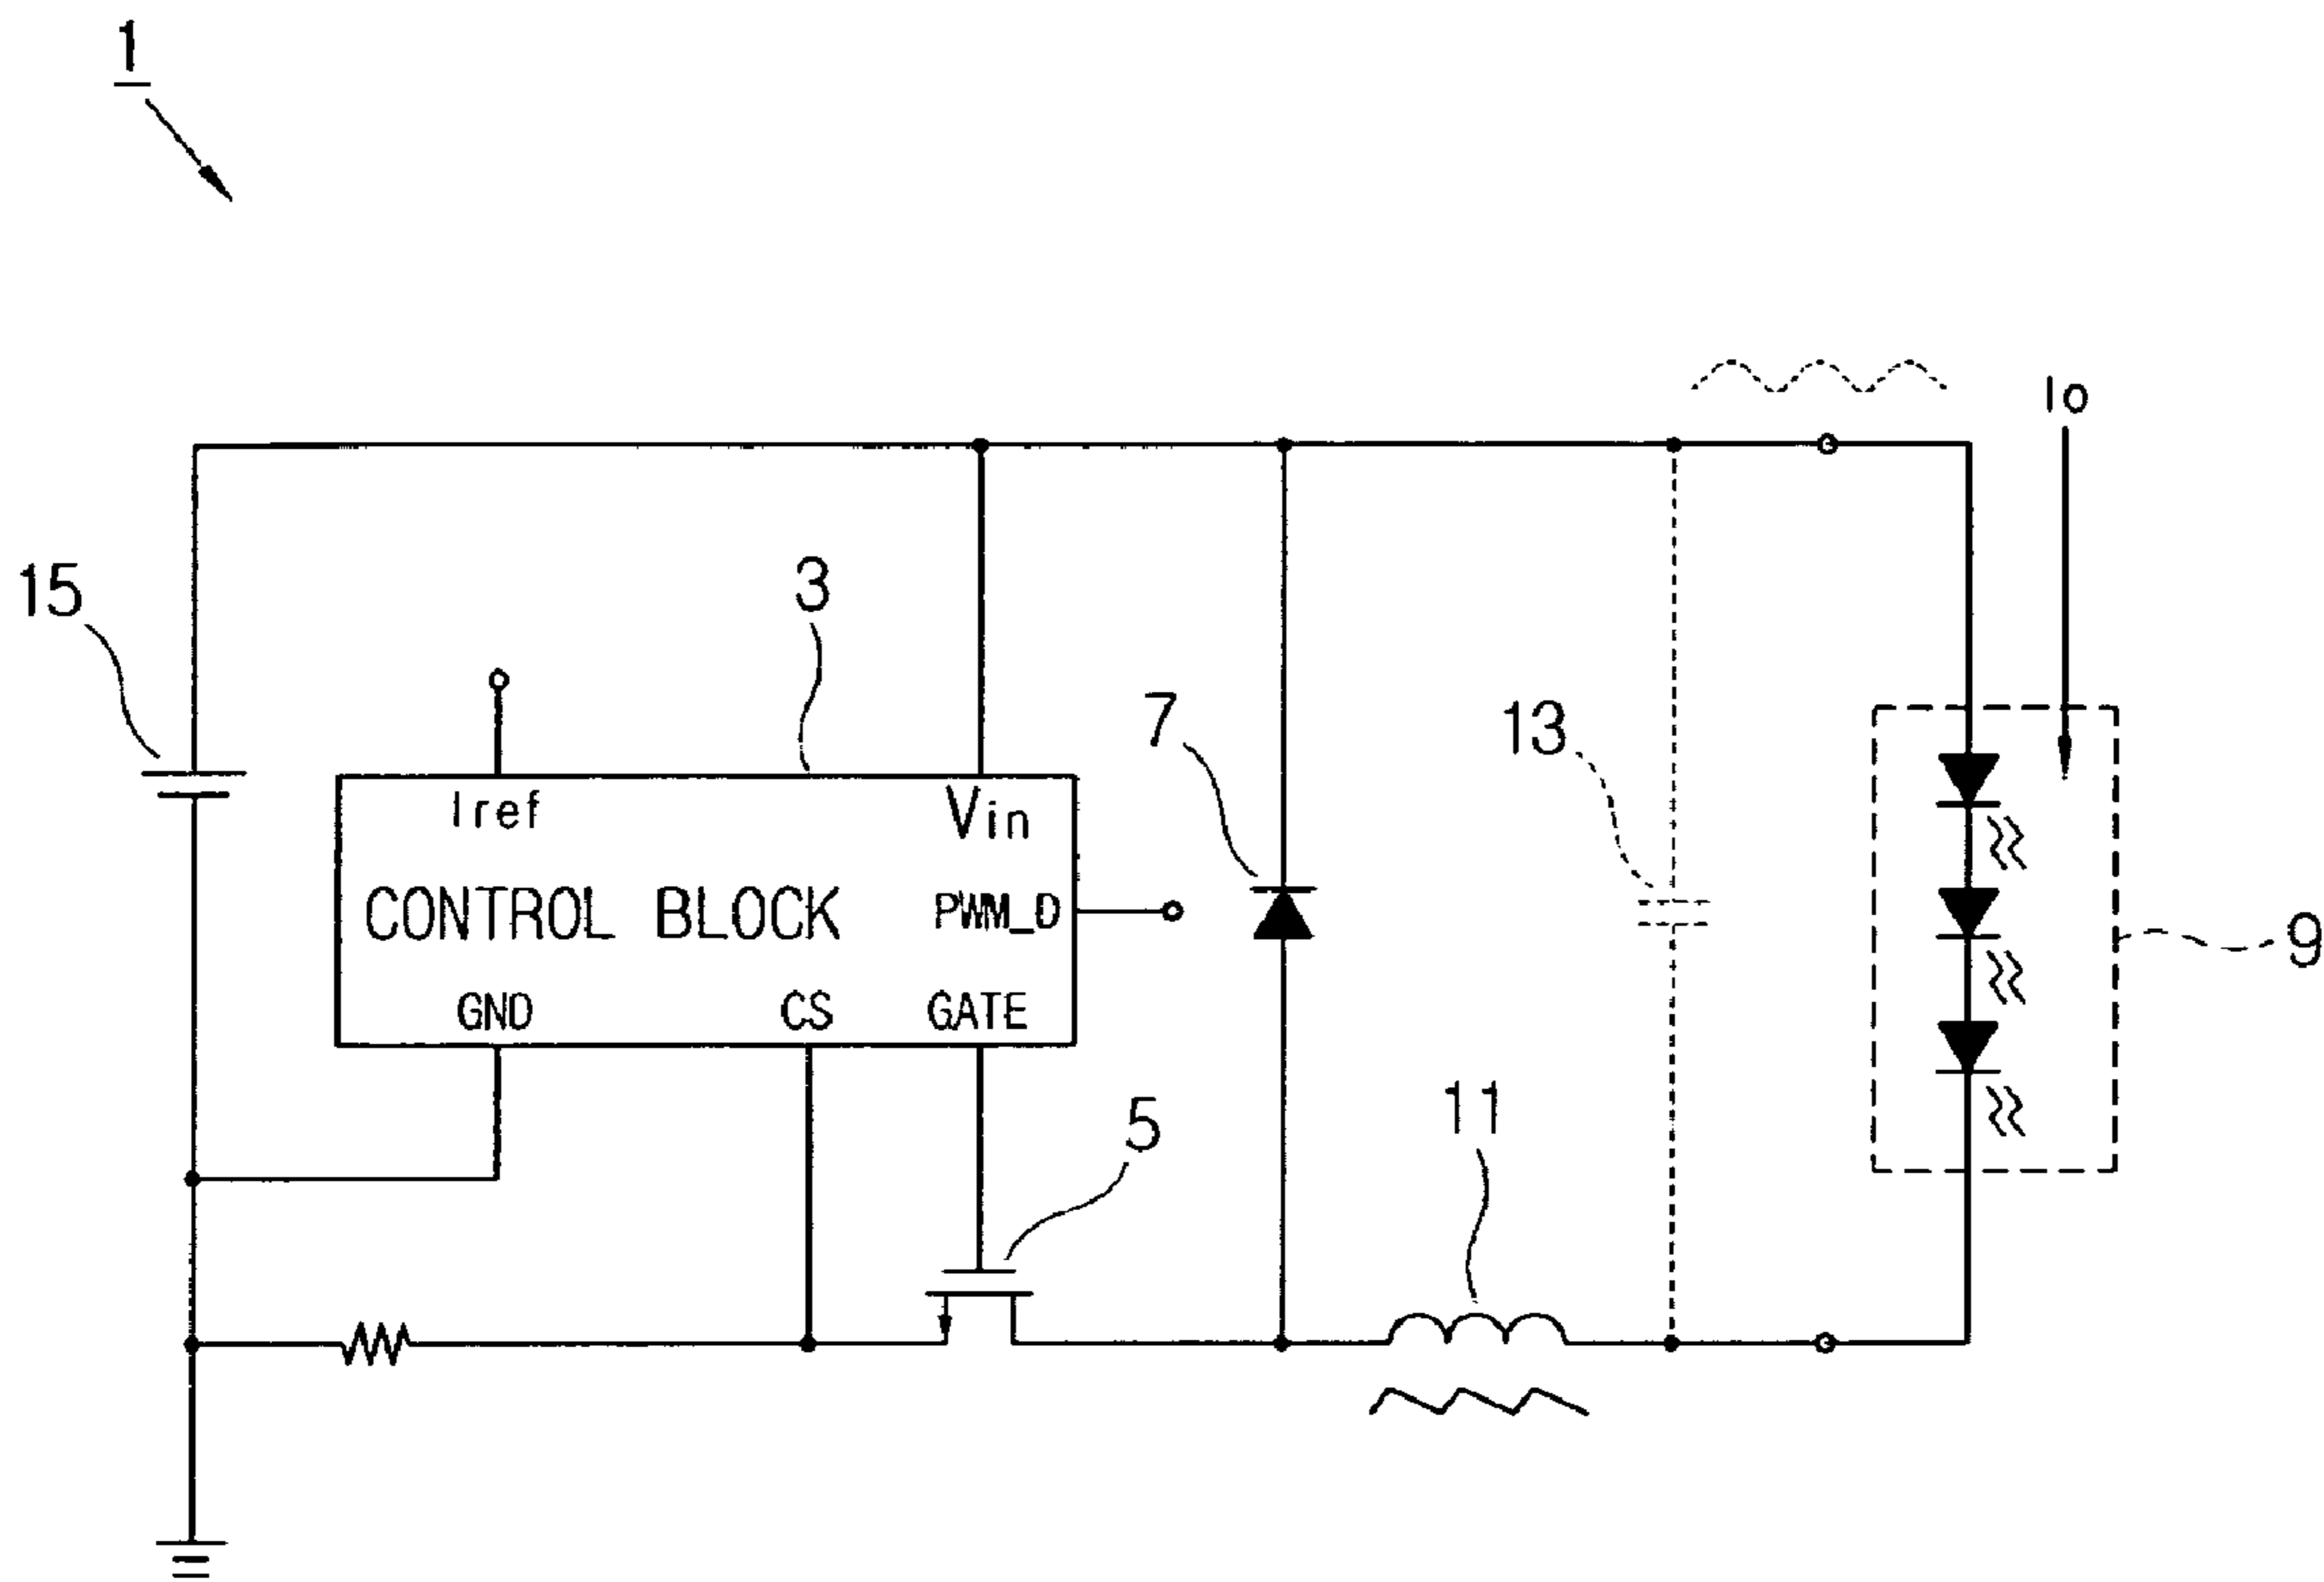 1
Io
15
3
7
13
Iref
Vin
CONTROL BLOCK
PWM_D
9
GND
CS
GATE
5
11